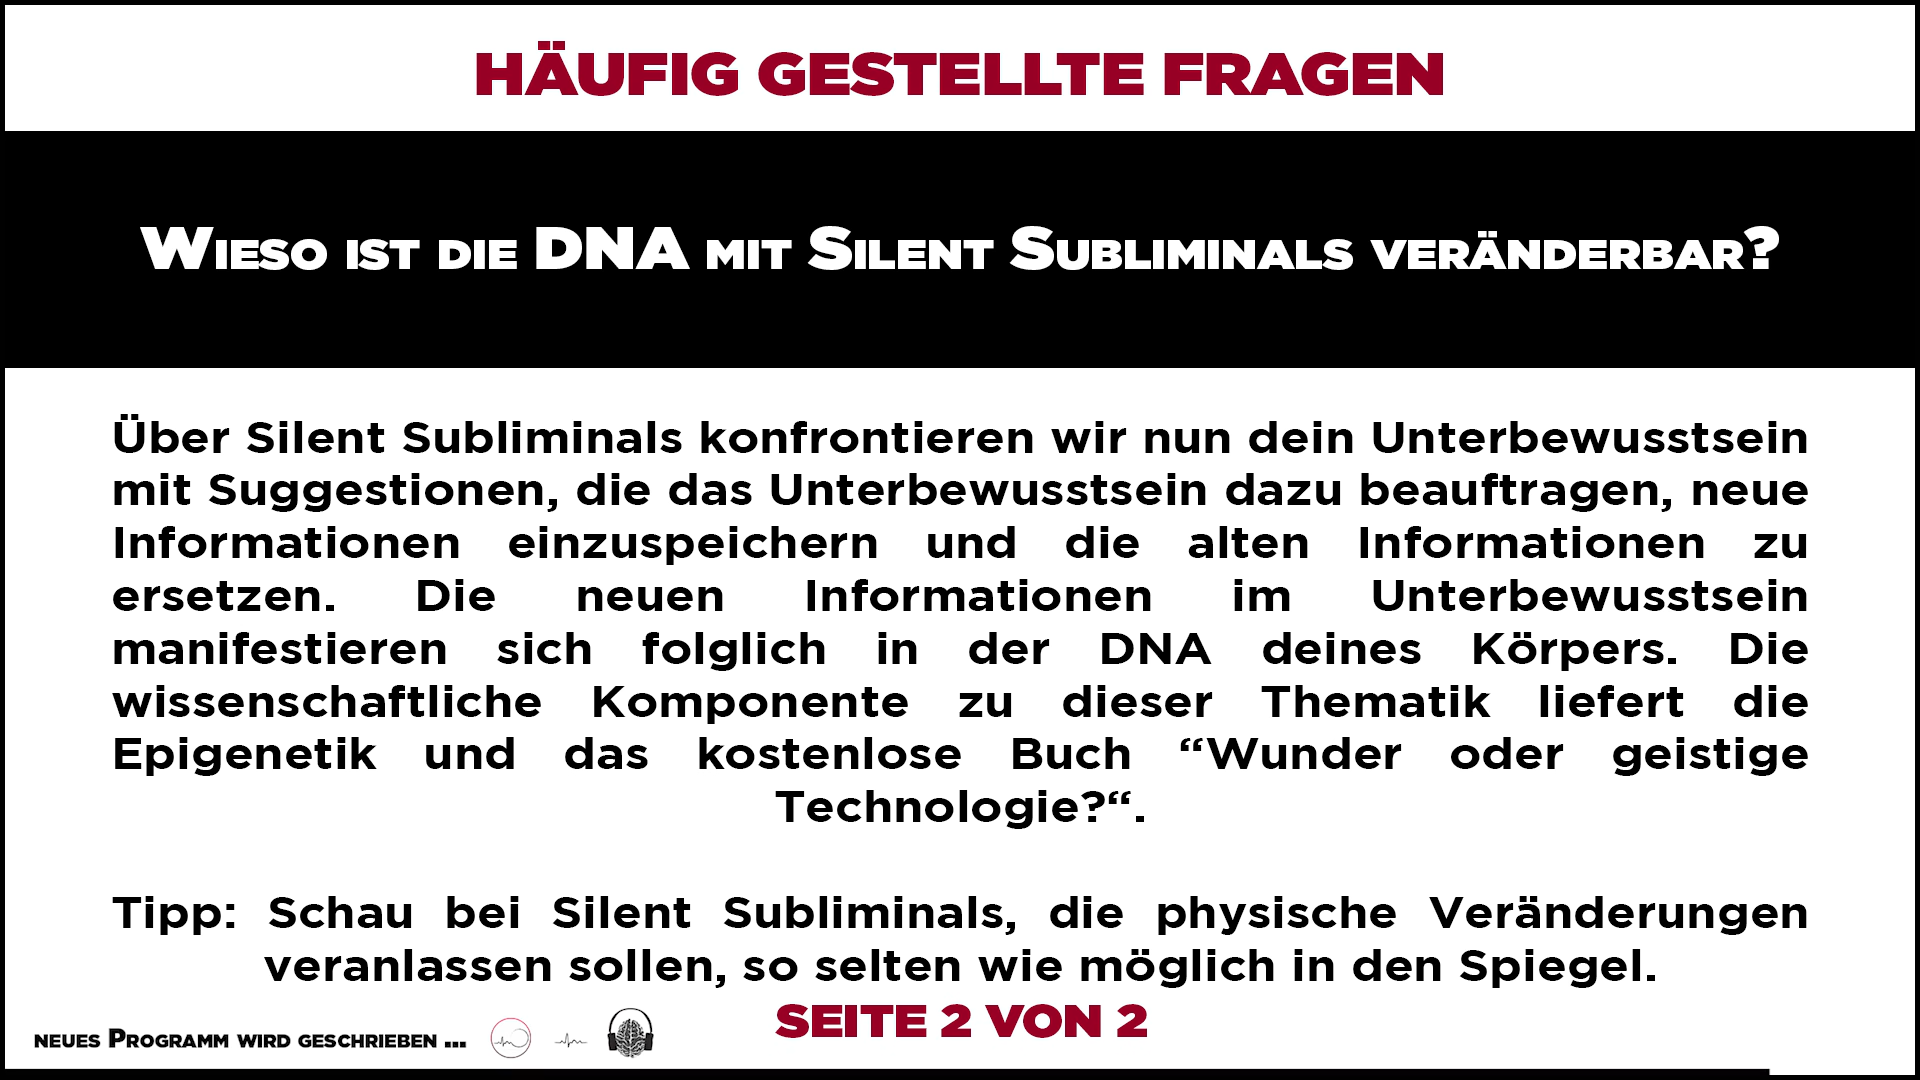 HÄUFIG GESTELLTE FRAGEN
Wieso ist die DNA mit Silent Subliminals veränderbar?
Über Silent Subliminals konfrontieren wir nun dein Unterbewusstsein
mit Suggestionen, die das Unterbewusstsein dazu beauftragen, neue
Informationen einzuspeichern und die alten Informationen zu
ersetzen. Die neuen Informationen im Unterbewusstsein
manifestieren sich folglich in der DNA deines Körpers. Die
wissenschaftliche Komponente zu dieser Thematik liefert die
Epigenetik und das kostenlose Buch “Wunder oder geistige
Technologie?“.
Tipp: Schau bei Silent Subliminals, die physische Veränderungen
veranlassen sollen, so selten wie möglich in den Spiegel.
SEITE 2 VON 2
neues Programm wird geschrieben ...